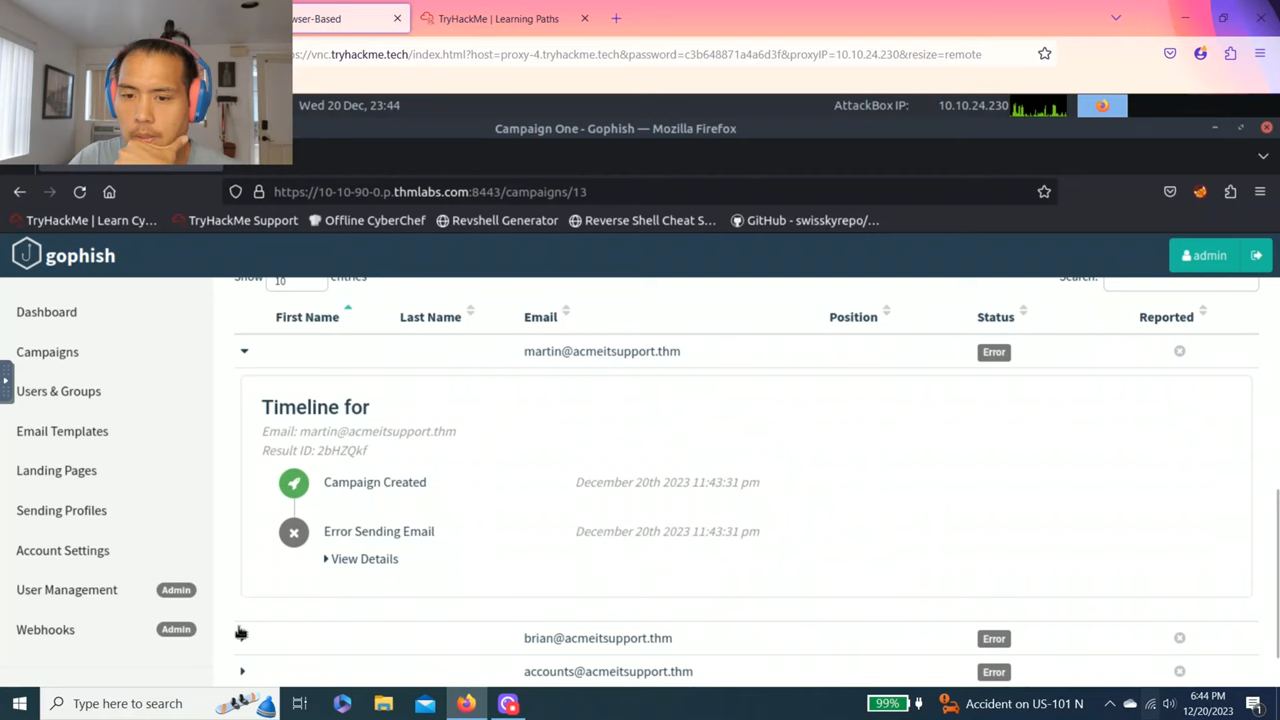 wser-Based
TryHackMe | Learning Paths
ps://vnc.tryhackme.tech/index.html?host=proxy-4.tryhackme.tech&password=c3b648871a4a6d3f&proxyIP=10.10.24.230&resize=remote
Wed 20 Dec, 23:44
AttackBox IP:
10.10.24.230
Campaign One - Gophish — Mozilla Firefox
https://10-10-90-0.p.thmlabs.com:8443/campaigns/13
TryHackMe | Learn Cy...
TryHackMe Support
Offline CyberChef
Revshell Generator
Reverse Shell Cheat S...
GitHub - swisskyrepo/...
gophish
admin
Show 10 entries
Search:
First Name
Last Name
Email
Position
Status
Reported
martin@acmeitsupport.thm
Error
Timeline for
Email: martin@acmeitsupport.thm
Result ID: 2bHZQkf
Campaign Created
December 20th 2023 11:43:31 pm
Error Sending Email
December 20th 2023 11:43:31 pm
View Details
brian@acmeitsupport.thm
Error
accounts@acmeitsupport.thm
Error
Dashboard
Campaigns
Users & Groups
Email Templates
Landing Pages
Sending Profiles
Account Settings
User Management
Admin
Webhooks
Admin
Type here to search
99%
Accident on US-101 N
6:44 PM
12/20/2023
1